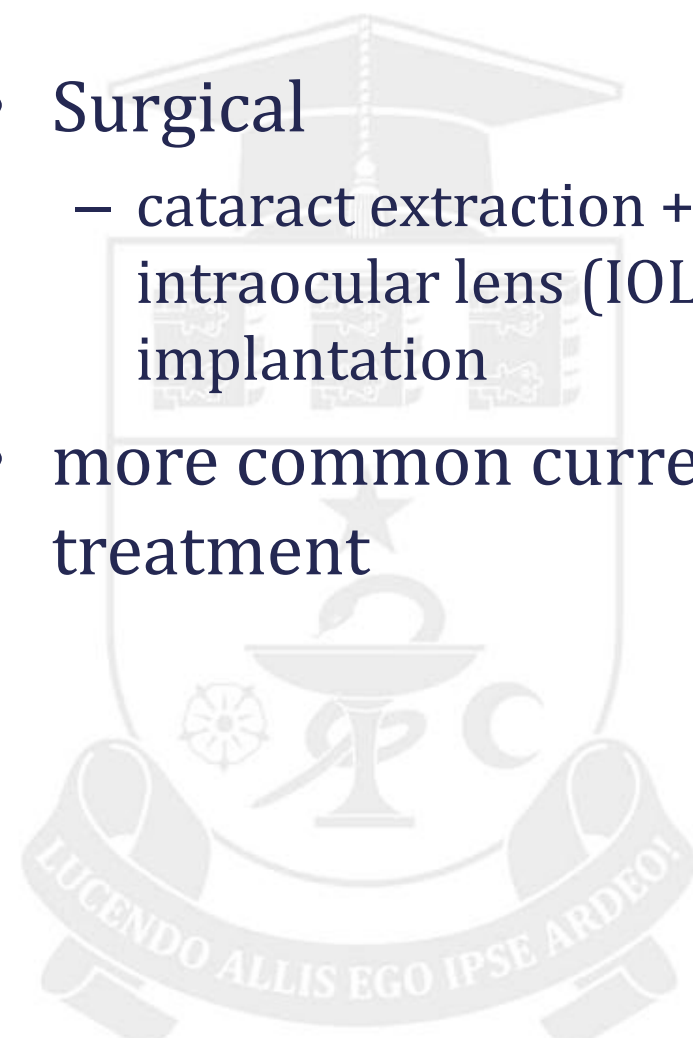 • Surgical
– cataract extraction +
intraocular lens (IOL
implantation
• more common curre
treatment
LUCENDO ALLIS EGO IPSE ARDEO!